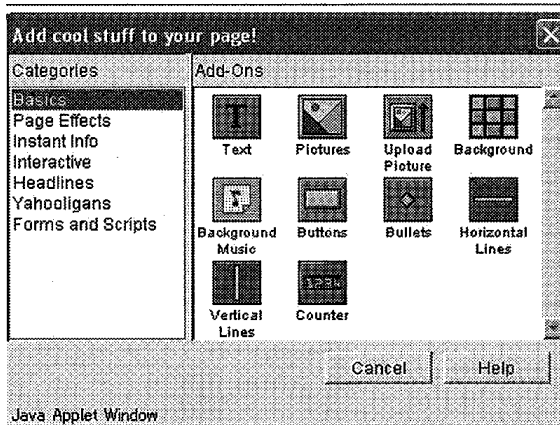 Add cool stuff to your page!
Categories
Add-Ons
Basics
Page Effects
Instant Info
Interactive
Headlines
Yahooligans
Forms and Scripts
Text
Pictures
Upload
Picture
Background
Background
Music
Buttons
Bullets
Horizontal
Lines
Vertical
Lines
1234
Counter
Cancel
Help
Java Applet Window